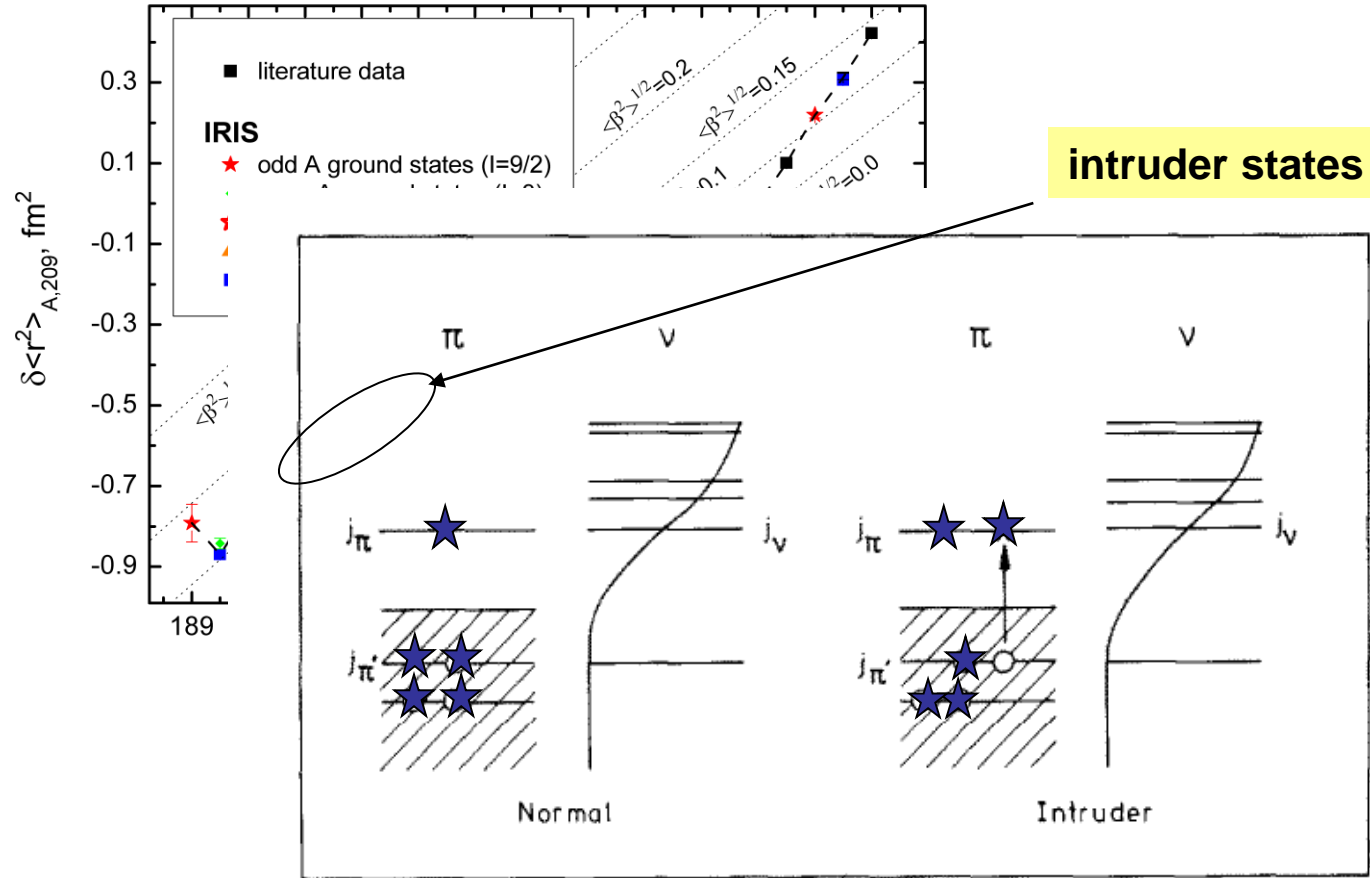 literature data
IRIS
odd A ground states (I=9/2)
<β²>^1/2=0.2
<β²>^1/2=0.15
0.1
=0.0
intruder states
0.3
0.1
-0.1
-0.3
-0.5
-0.7
-0.9
δ<r²>A,209, fm²
189
π ν π ν
jπ jν jπ jν
jπ' jπ'
Normal Intruder